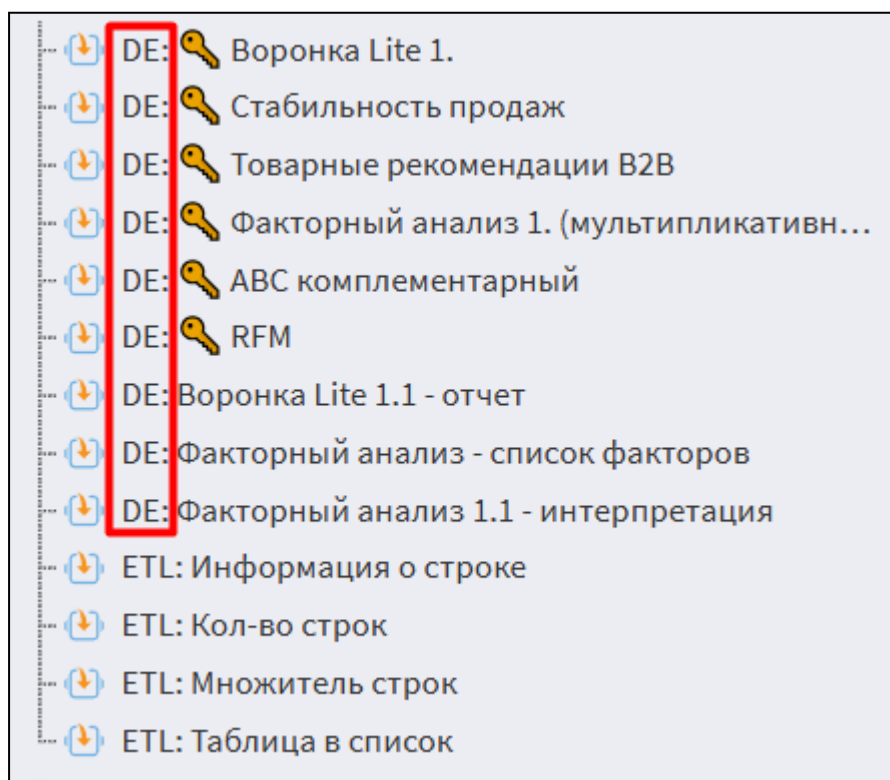 DE: Воронка Lite 1.
DE: Стабильность продаж
DE: Товарные рекомендации B2B
DE: Факторный анализ 1. (мультипликативн...
DE: ABC комплементарный
DE: RFM
DE: Воронка Lite 1.1 - отчет
DE: Факторный анализ - список факторов
DE: Факторный анализ 1.1 - интерпретация
ETL: Информация о строке
ETL: Кол-во строк
ETL: Множитель строк
ETL: Таблица в список